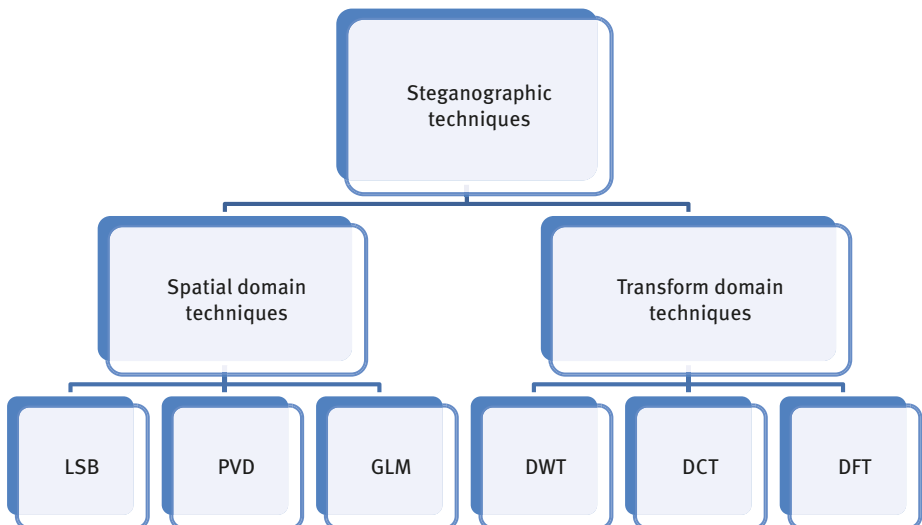 Steganographic
techniques
Spatial domain
techniques
Transform domain
techniques
LSB
PVD
GLM
DWT
DCT
DFT